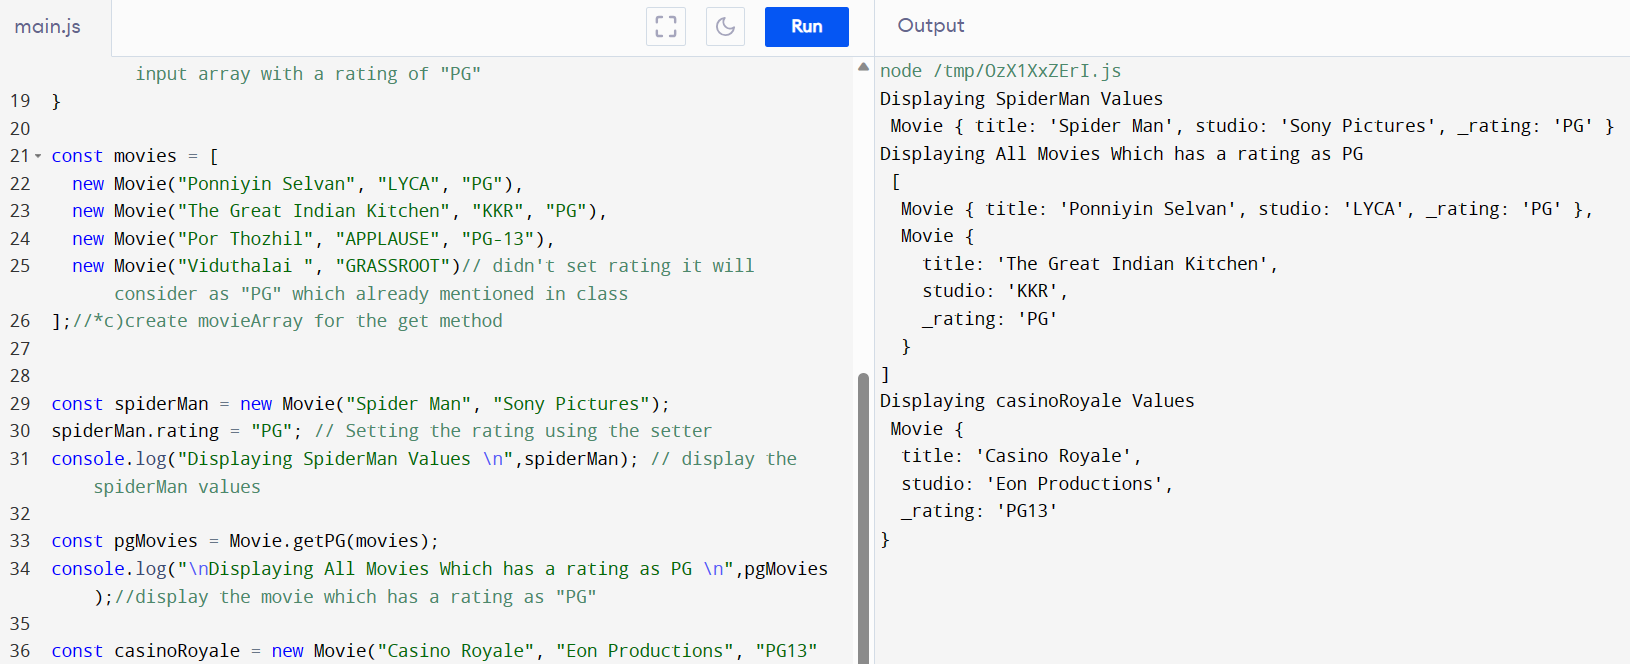 main.js
Run
Output
input array with a rating of "PG"
19 }
20
21 const movies = [
22 new Movie("Ponniyin Selvan", "LYCA", "PG"),
23 new Movie("The Great Indian Kitchen", "KKR", "PG"),
24 new Movie("Por Thozhil", "APPLAUSE", "PG-13"),
25 new Movie("Viduthalai ", "GRASSROOT")// didn't set rating it will
consider as "PG" which already mentioned in class
26 ];//*c)create movieArray for the get method
27
28
29 const spiderMan = new Movie("Spider Man", "Sony Pictures");
30 spiderMan.rating = "PG"; // Setting the rating using the setter
31 console.log("Displaying SpiderMan Values \n",spiderMan); // display the
spiderMan values
32
33 const pgMovies = Movie.getPG(movies);
34 console.log("\nDisplaying All Movies Which has a rating as PG \n",pgMovies
);//display the movie which has a rating as "PG"
35
36 const casinoRoyale = new Movie("Casino Royale", "Eon Productions", "PG13"
node /tmp/OzX1XxZErI.js
Displaying SpiderMan Values
Movie { title: 'Spider Man', studio: 'Sony Pictures', _rating: 'PG' }
Displaying All Movies Which has a rating as PG
[
Movie { title: 'Ponniyin Selvan', studio: 'LYCA', _rating: 'PG' },
Movie {
title: 'The Great Indian Kitchen',
studio: 'KKR',
_rating: 'PG'
}
]
Displaying casinoRoyale Values
Movie {
title: 'Casino Royale',
studio: 'Eon Productions',
_rating: 'PG13'
}